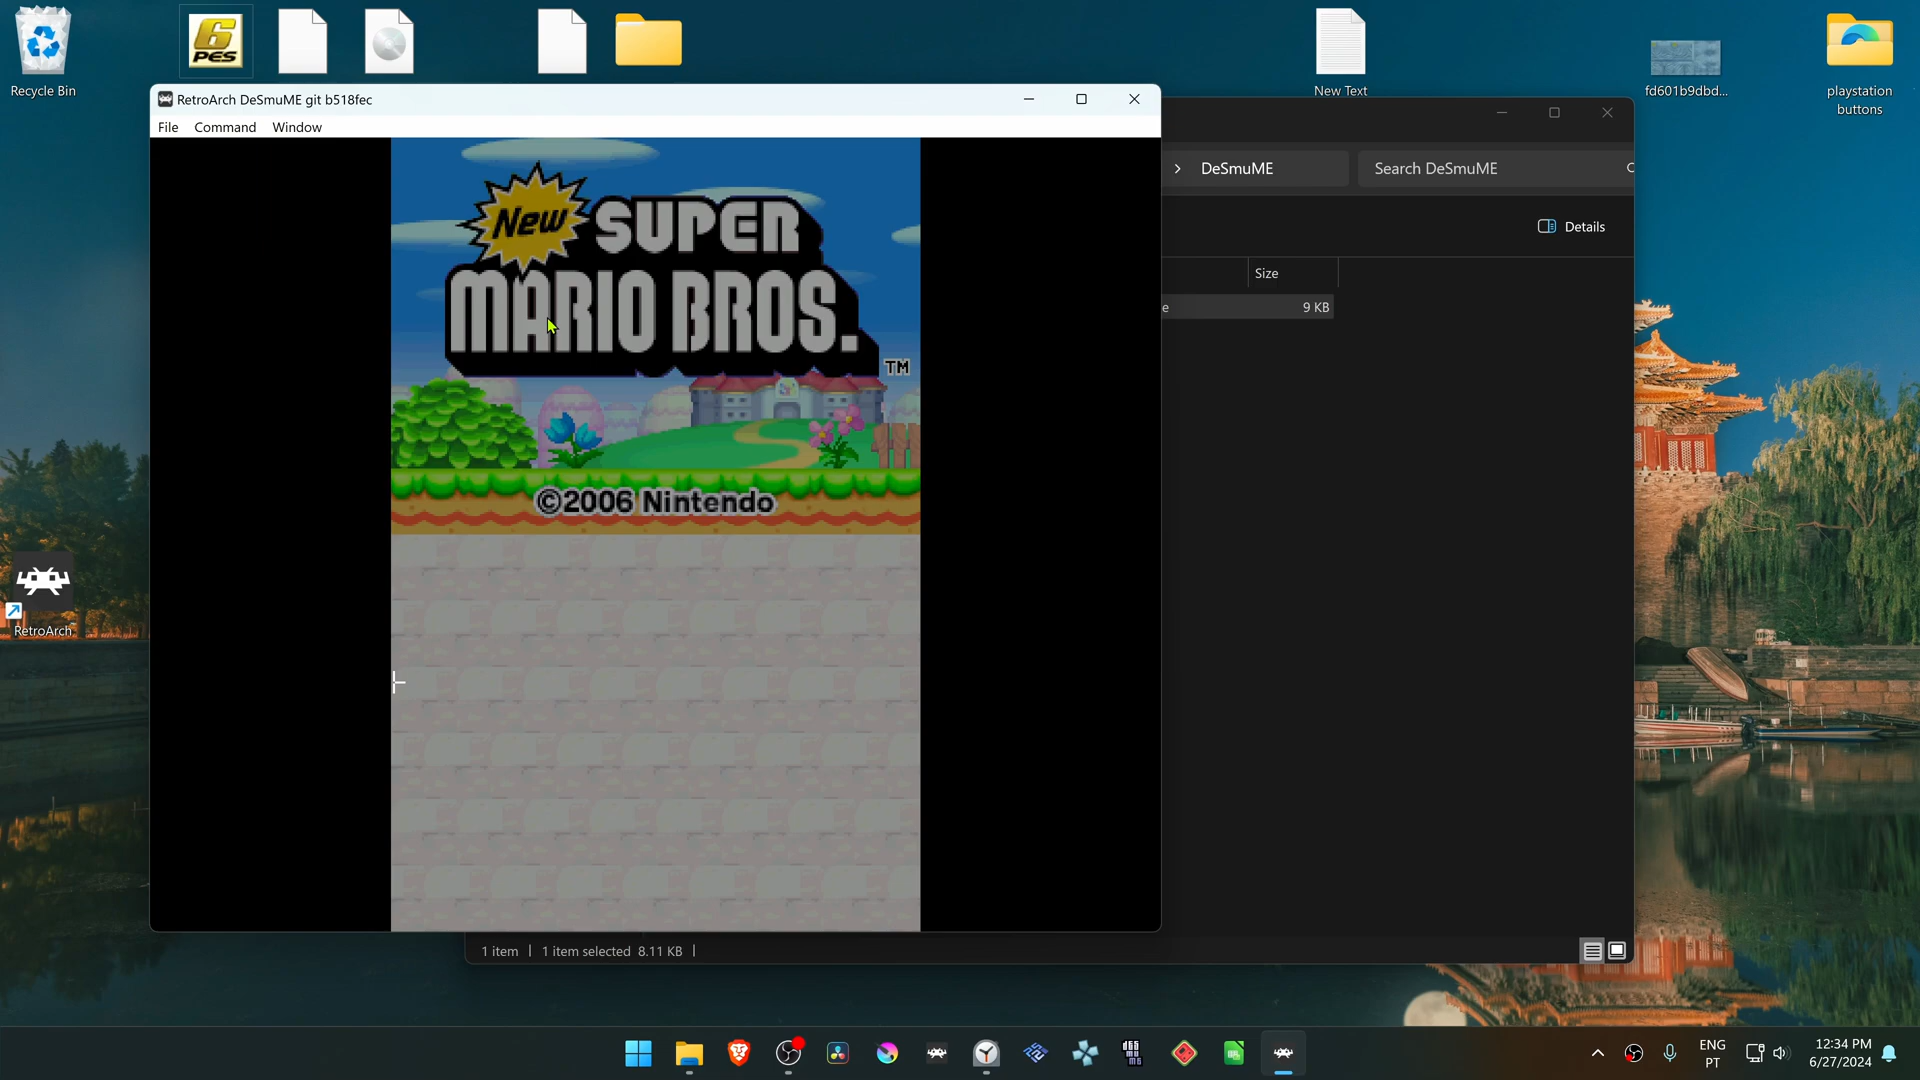 6
PES
Recycle Bin
New Text
fd601b9dbd...
playstation
buttons
RetroArch
RetroArch DeSmuME git b518fec
File Command Window
New SUPER
MARIO BROS.
TM
©2006 Nintendo
> DeSmuME
Search DeSmuME
Details
Size
e 9 KB
1 item | 1 item selected 8.11 KB |
ENG
PT
12:34 PM
6/27/2024